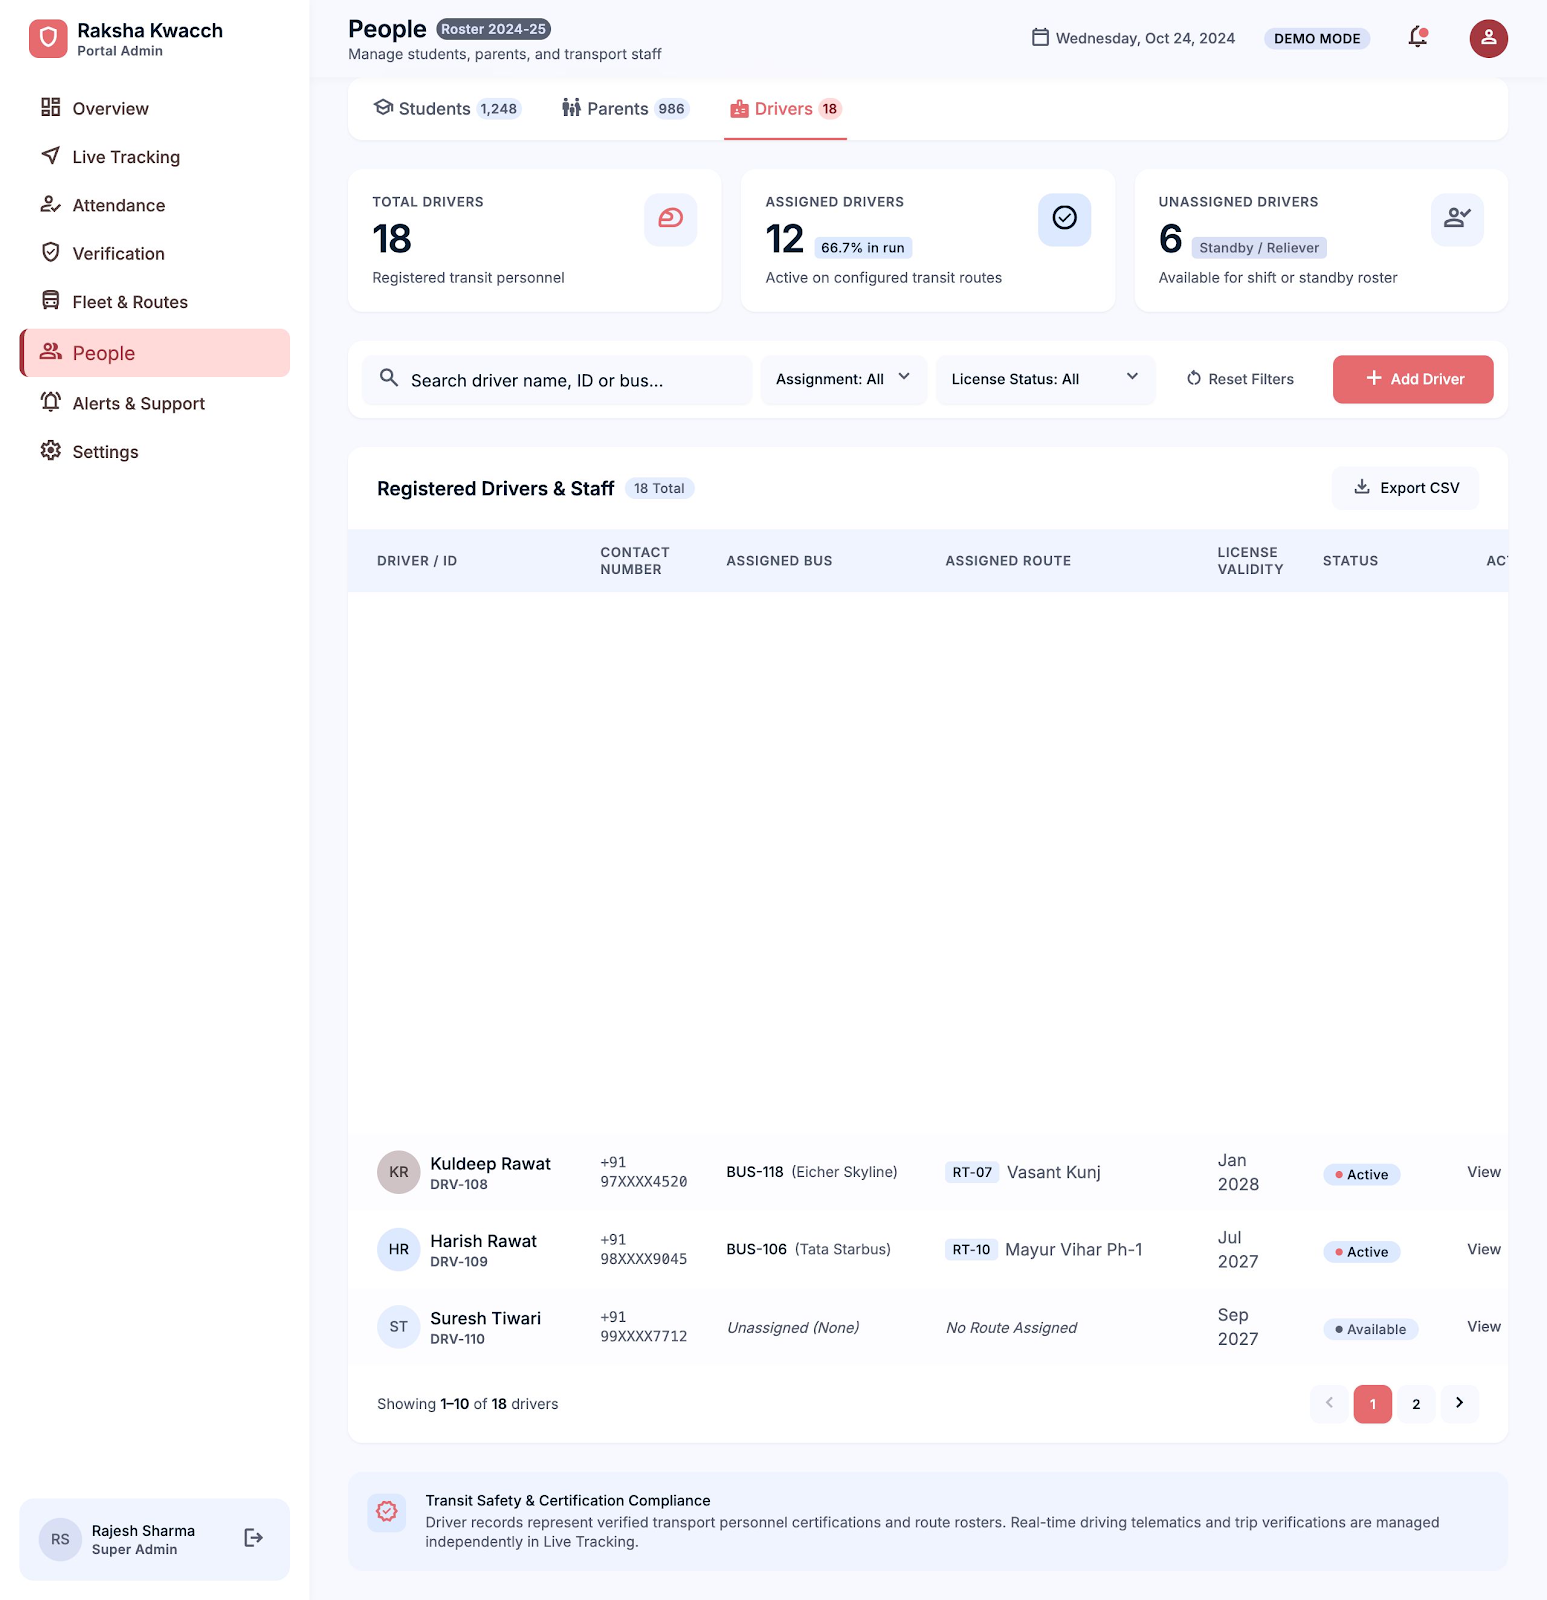 Raksha Kwacch
Portal Admin
Overview
Live Tracking
Attendance
Verification
Fleet & Routes
People
Alerts & Support
Settings
RS
Rajesh Sharma
Super Admin
People Roster 2024-25
Manage students, parents, and transport staff
Wednesday, Oct 24, 2024
DEMO MODE
Students 1,248
Parents 986
Drivers 18
TOTAL DRIVERS
18
Registered transit personnel
ASSIGNED DRIVERS
12 66.7% in run
Active on configured transit routes
UNASSIGNED DRIVERS
6 Standby / Reliever
Available for shift or standby roster
Search driver name, ID or bus...
Assignment: All
License Status: All
Reset Filters
Add Driver
Registered Drivers & Staff 18 Total
Export CSV
DRIVER / ID
CONTACT
NUMBER
ASSIGNED BUS
ASSIGNED ROUTE
LICENSE
VALIDITY
STATUS
KR
Kuldeep Rawat
DRV-108
+91
97XXXX4520
BUS-118 (Eicher Skyline)
RT-07 Vasant Kunj
Jan
2028
Active
View
HR
Harish Rawat
DRV-109
+91
98XXXX9045
BUS-106 (Tata Starbus)
RT-10 Mayur Vihar Ph-1
Jul
2027
Active
View
ST
Suresh Tiwari
DRV-110
+91
99XXXX7712
Unassigned (None)
No Route Assigned
Sep
2027
Available
View
Showing 1–10 of 18 drivers
1
2
Transit Safety & Certification Compliance
Driver records represent verified transport personnel certifications and route rosters. Real-time driving telematics and trip verifications are managed
independently in Live Tracking.